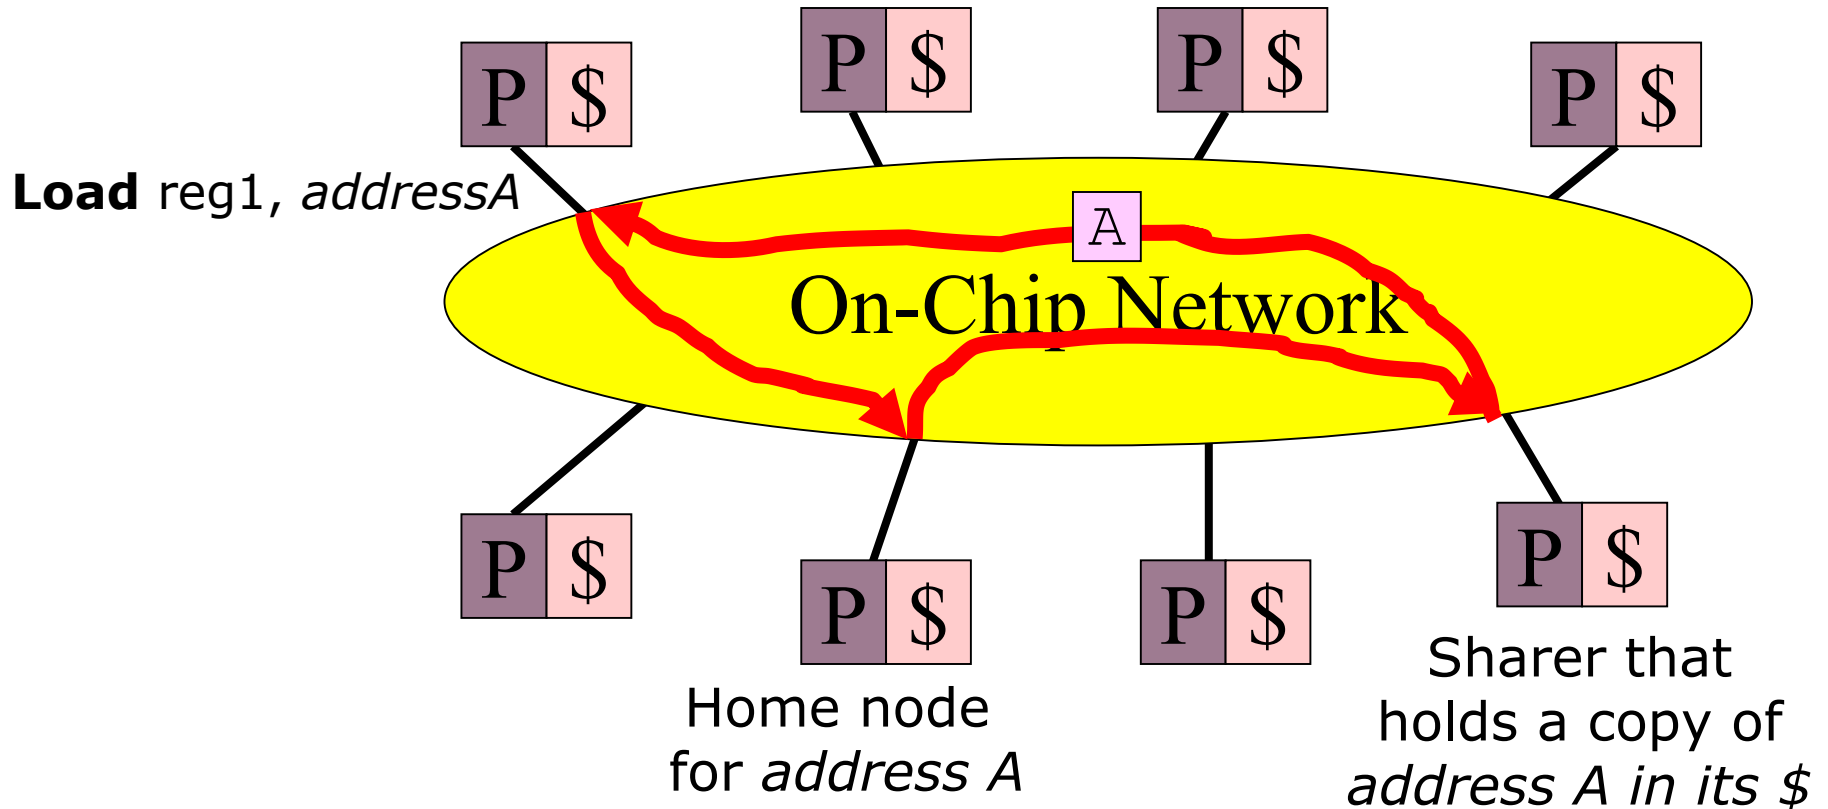 P $
P $
P $
P $
Load reg1, addressA
A
On-Chip Network
P $
P $
P $
P $
Home node
for address A
Sharer that
holds a copy of
address A in its $